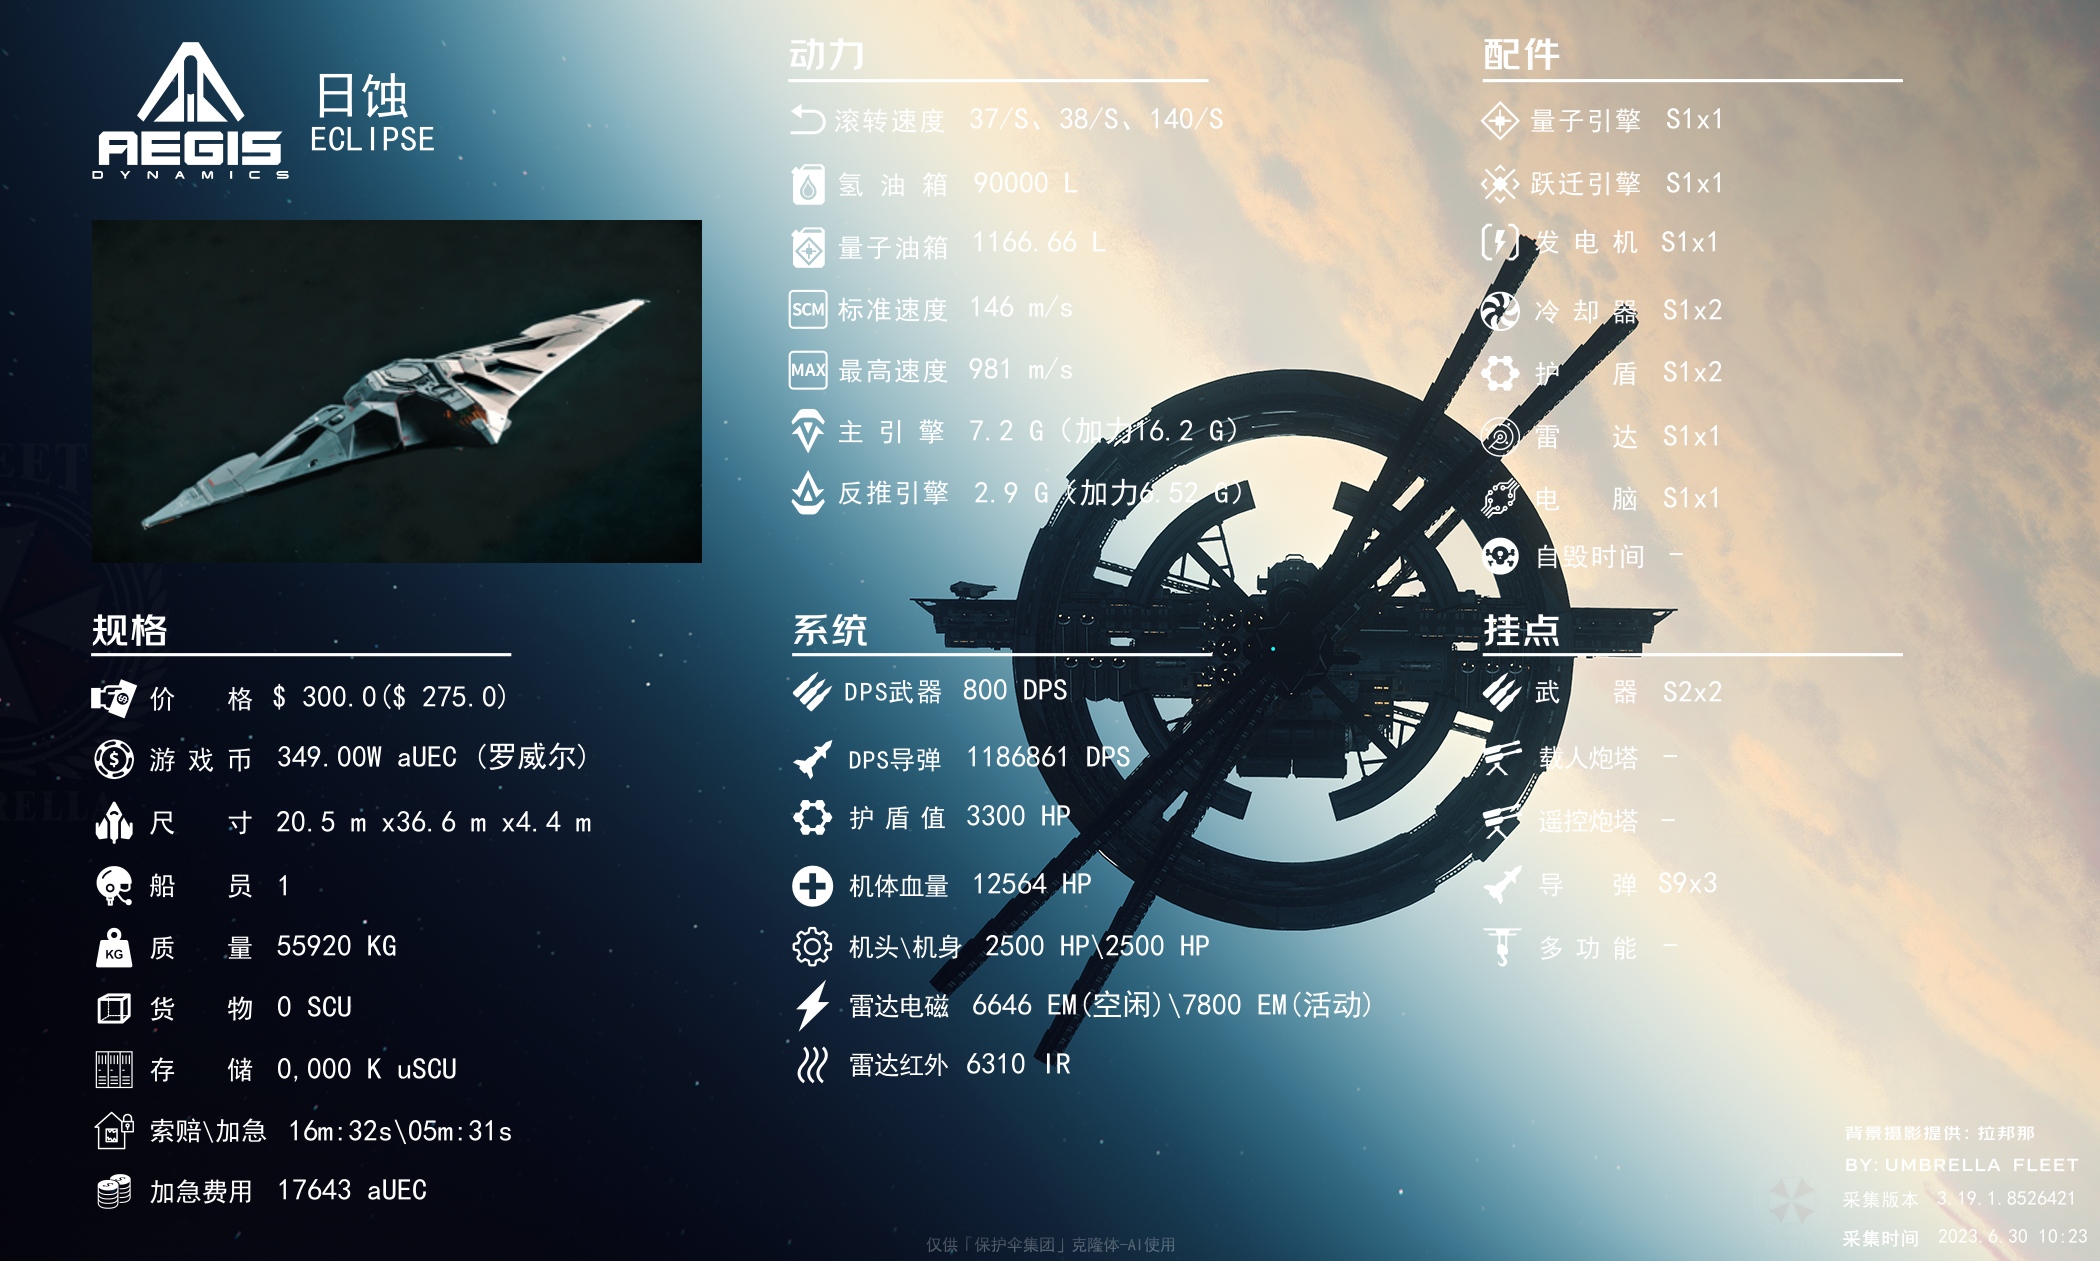 AEGIS
DYNAMICS
日蚀
ECLIPSE
规格
价格 $ 300.0($ 275.0)
游戏币 349.00W aUEC (罗威尔)
尺寸 20.5 m x36.6 m x4.4 m
船员 1
KG 质量 55920 KG
货物 0 SCU
存储 0,000 K uSCU
索赔\加急 16m:32s\05m:31s
加急费用 17643 aUEC
动力
滚转速度 37/S、38/S、140/S
氢油箱 90000 L
量子油箱 1166.66 L
SCM 标准速度 146 m/s
MAX 最高速度 981 m/s
主引擎 7.2 G (加力16.2 G)
反推引擎 2.9 G (加力6.52 G)
系统
DPS武器 800 DPS
DPS导弹 1186861 DPS
护盾值 3300 HP
机体血量 12564 HP
机头\机身 2500 HP\2500 HP
雷达电磁 6646 EM(空闲)\7800 EM(活动)
雷达红外 6310 IR
配件
量子引擎 S1x1
跃迁引擎 S1x1
发电机 S1x1
冷却器 S1x2
护盾 S1x2
雷达 S1x1
电脑 S1x1
自毁时间 -
挂点
武器 S2x2
载人炮塔 -
遥控炮塔 -
导弹 S9x3
多功能 -
背景摄影提供: 拉邦那
BY: UMBRELLA FLEET
采集版本 3.19.1.8526421
采集时间 2023.6.30 10:23
仅供「保护伞集团」克隆体-AI使用